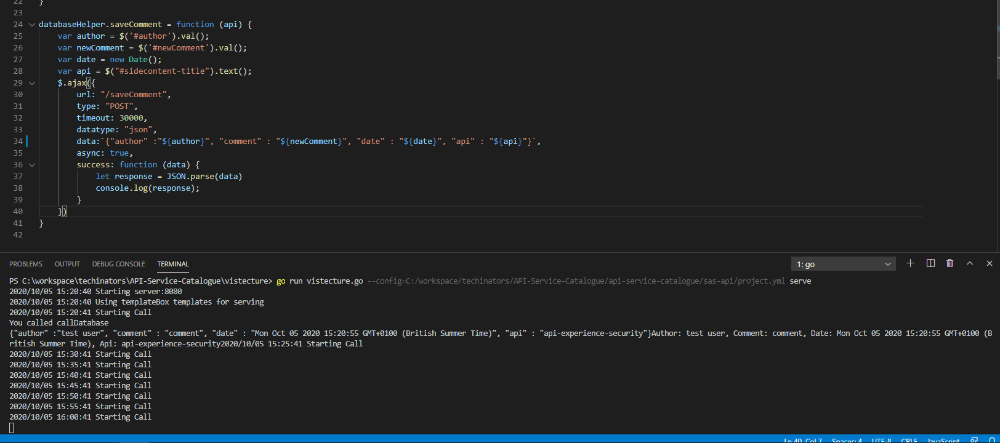 22 }
23
24 databaseHelper.saveComment = function (api) {
25 var author = $('#author').val();
26 var newComment = $('#newComment').val();
27 var date = new Date();
28 var api = $("#sidecontent-title").text();
29 $.ajax({
30 url: "/saveComment",
31 type: "POST",
32 timeout: 30000,
33 datatype: "json",
34 data:`{"author" :"${author}", "comment" : "${newComment}", "date" : "${date}", "api" : "${api}"}`,
35 async: true,
36 success: function (data) {
37 let response = JSON.parse(data)
38 console.log(response);
39 }
40 })
41 }
42
PROBLEMS OUTPUT DEBUG CONSOLE TERMINAL 1: go
PS C:\workspace\techinators\API-Service-Catalogue\vistecture> go run vistecture.go --config=C:/workspace/techinators/API-Service-Catalogue/api-service-catalogue/sas-api/project.yml serve
2020/10/05 15:20:40 Starting server:8080
2020/10/05 15:20:40 Using templateBox templates for serving
2020/10/05 15:20:41 Starting Call
You called callDatabase
{"author" :"test user", "comment" : "comment", "date" : "Mon Oct 05 2020 15:20:55 GMT+0100 (British Summer Time)", "api" : "api-experience-security"}Author: test user, Comment: comment, Date: Mon Oct 05 2020 15:20:55 GMT+0100 (B
ritish Summer Time), Api: api-experience-security2020/10/05 15:25:41 Starting Call
2020/10/05 15:30:41 Starting Call
2020/10/05 15:35:41 Starting Call
2020/10/05 15:40:41 Starting Call
2020/10/05 15:45:41 Starting Call
2020/10/05 15:50:41 Starting Call
2020/10/05 15:55:41 Starting Call
2020/10/05 16:00:41 Starting Call
Ln 40, Col 7 Spaces: 4 UTF-8 CRLF JavaScript